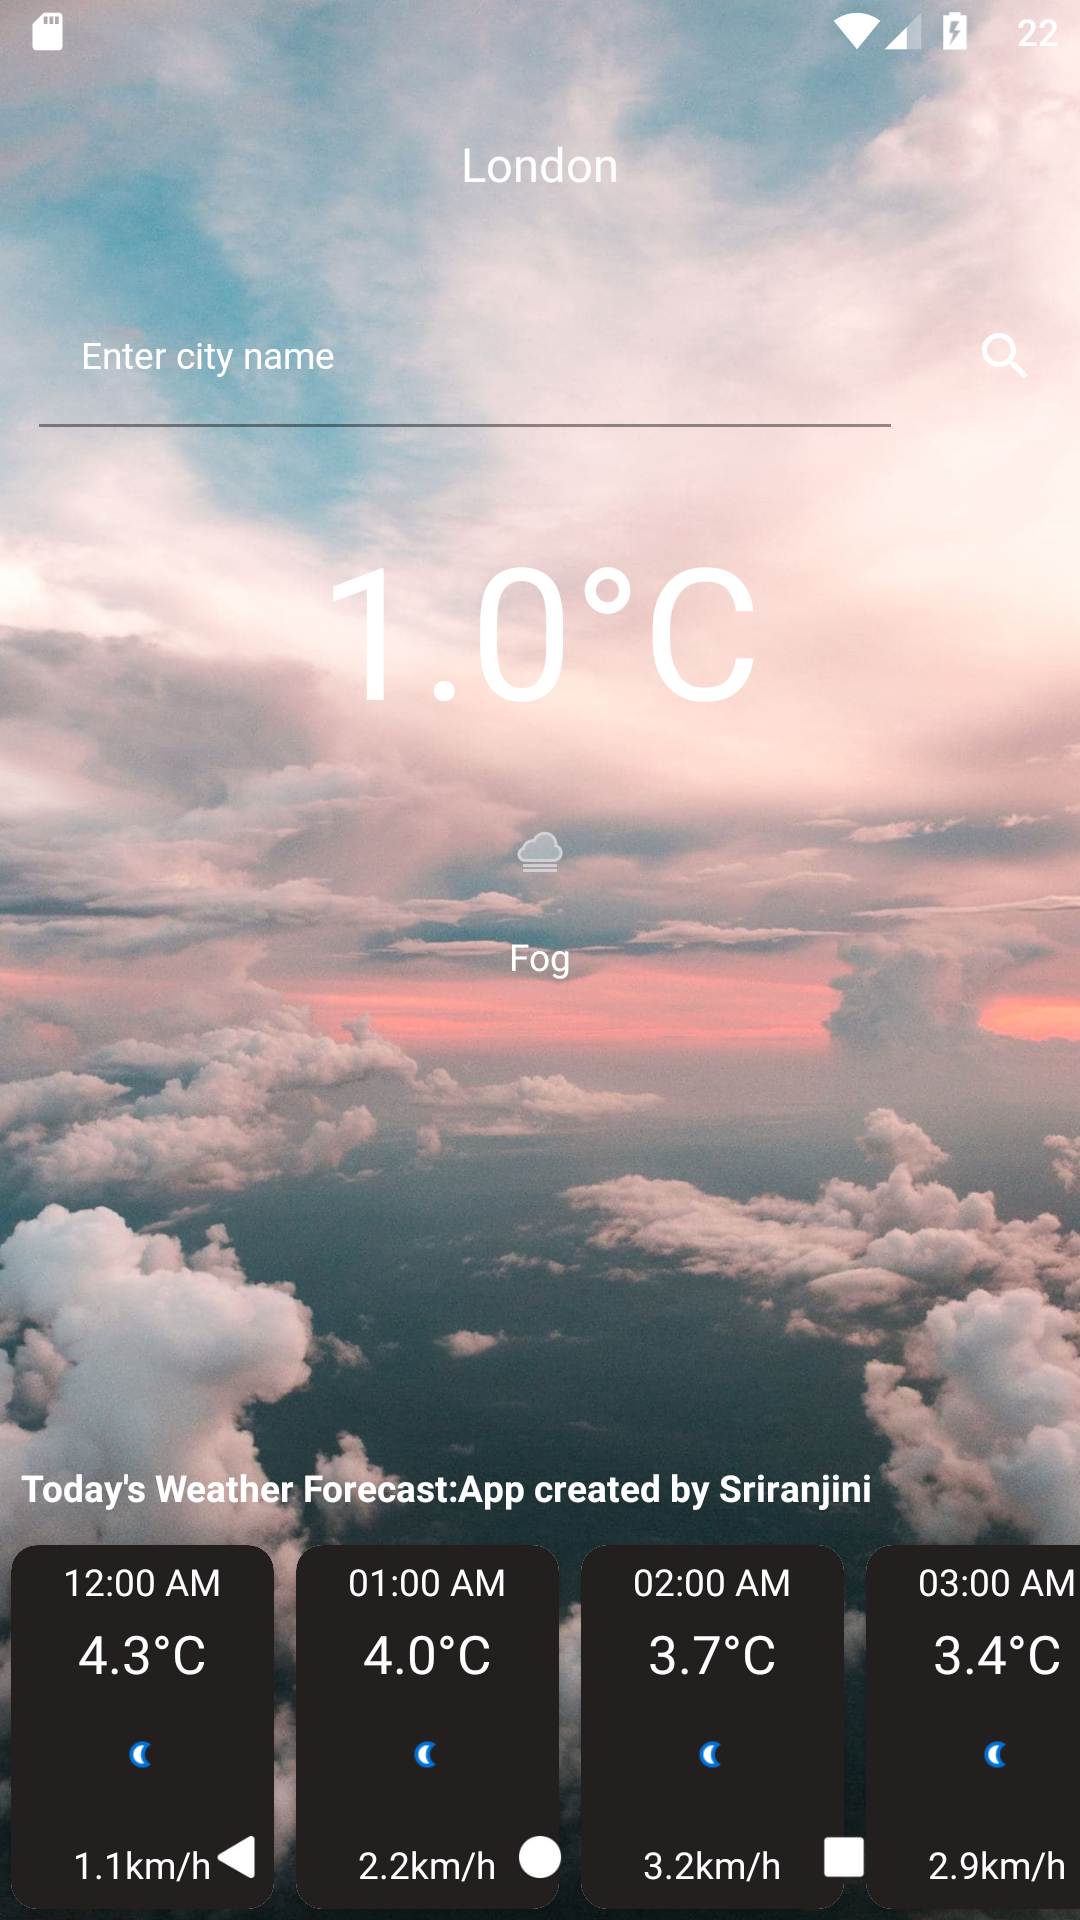 22
London
Enter city name
1.0°C
Fog
Today's Weather Forecast:App created by Sriranjini
12:00 AM 01:00 AM 02:00 AM 03:00 AM
4.3°C 4.0°C 3.7°C 3.4°C
1.1km/h 2.2km/h 3.2km/h 2.9km/h